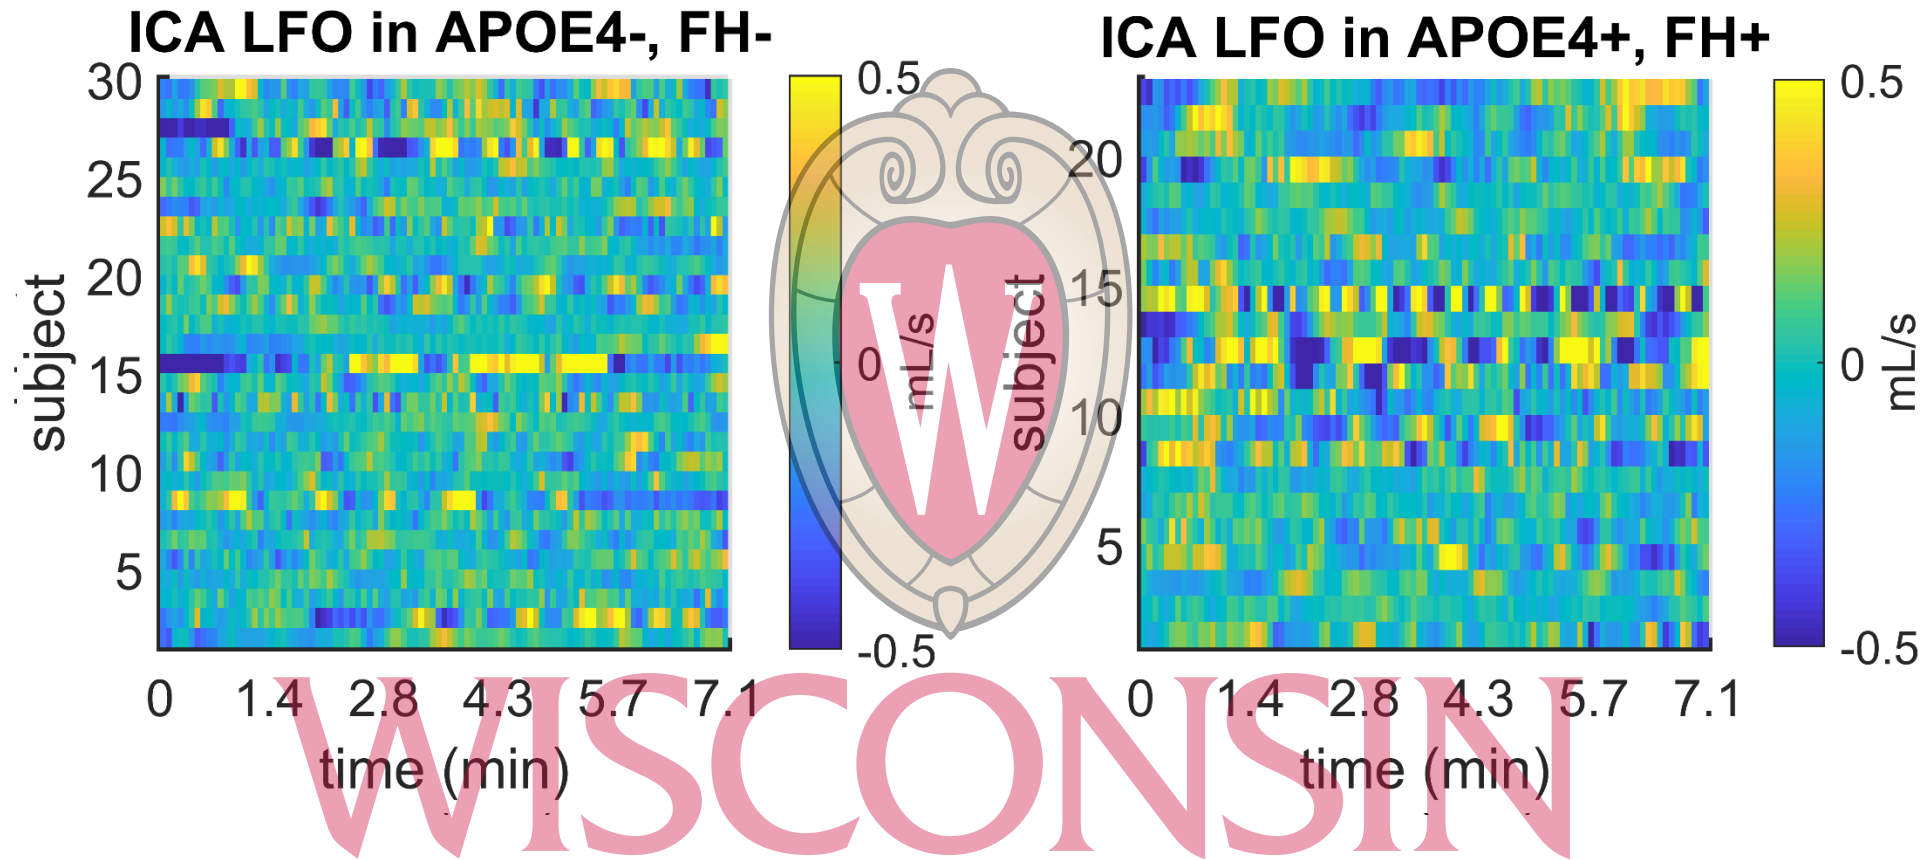 ICA LFO in APOE4-, FH-
30
25
20
15
10
5
subject
0 1.4 2.8 4.3 5.7 7.1
time (min)
0.5
0
-0.5
mL/s
ICA LFO in APOE4+, FH+
20
15
10
5
subject
0 1.4 2.8 4.3 5.7 7.1
time (min)
0.5
0
-0.5
mL/s
W
WISCONSIN